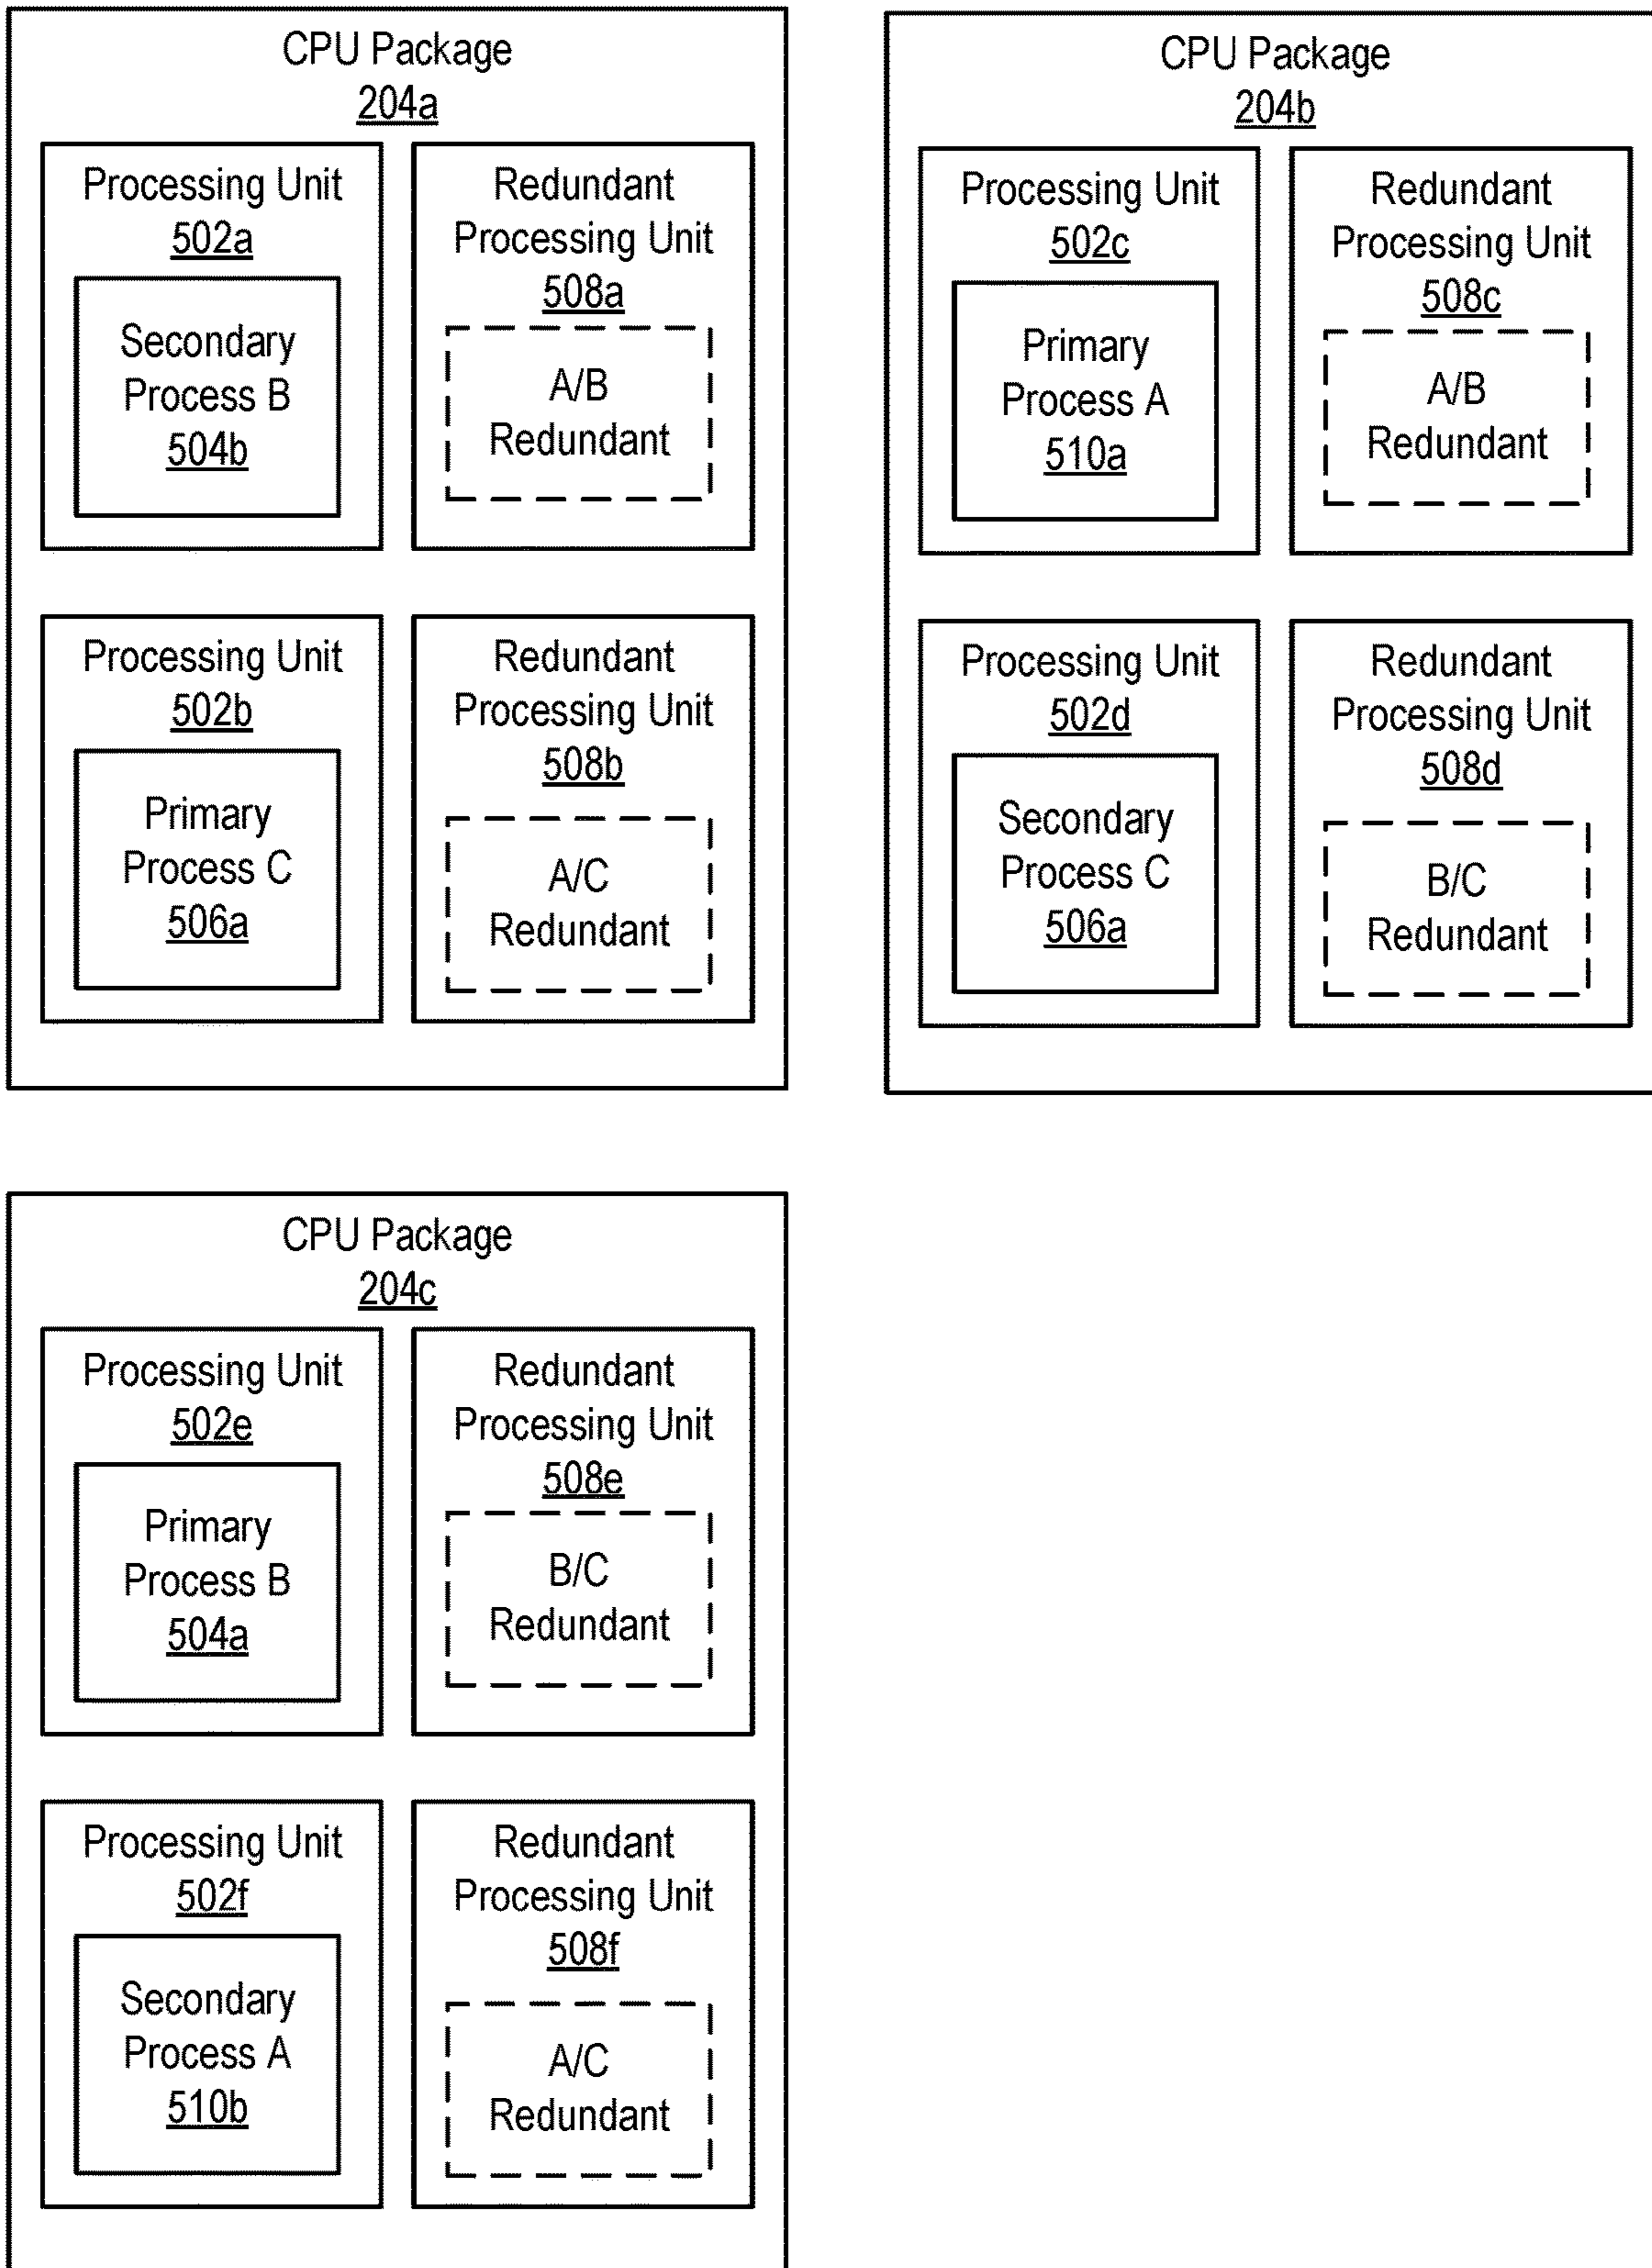 CPU Package
204a
Processing Unit
502a
Secondary
Process B
504b
Redundant
Processing Unit
508a
A/B
Redundant
Processing Unit
502b
Primary
Process C
506a
Redundant
Processing Unit
508b
A/C
Redundant
CPU Package
204b
Processing Unit
502c
Primary
Process A
510a
Redundant
Processing Unit
508c
A/B
Redundant
Processing Unit
502d
Secondary
Process C
506a
Redundant
Processing Unit
508d
B/C
Redundant
CPU Package
204c
Processing Unit
502e
Primary
Process B
504a
Redundant
Processing Unit
508e
B/C
Redundant
Processing Unit
502f
Secondary
Process A
510b
Redundant
Processing Unit
508f
A/C
Redundant